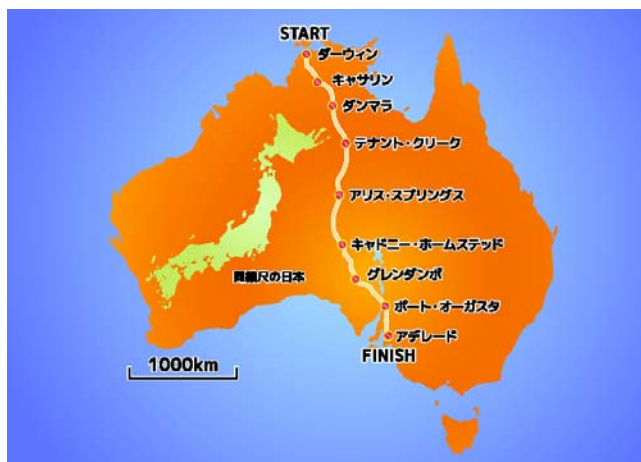 START
ダーウィン
キャサリン
ダンマラ
テナント・クリーク
アリス・スプリングス
キャドニー・ホームステッド
グレンダンボ
同縮尺の日本
ポート・オーガスタ
アデレード
FINISH
1000km